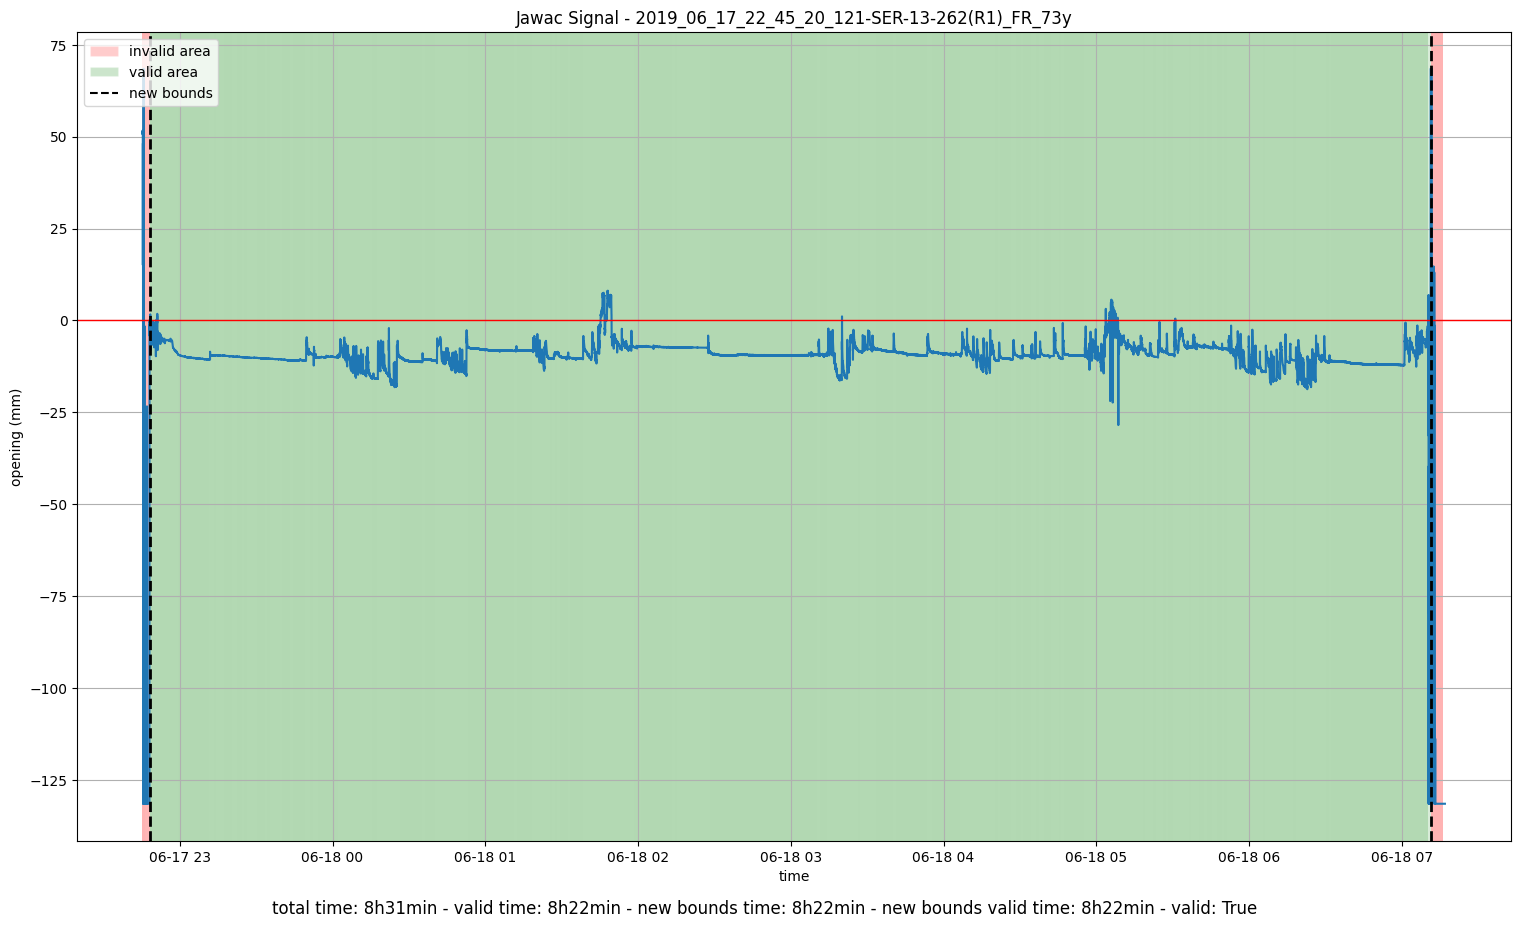 Jawac Signal - 2019_06_17_22_45_20_121-SER-13-262(R1)_FR_73y
invalid area
valid area
new bounds
75
50
25
0
−25
−50
−75
−100
−125
opening (mm)
06-17 23
06-18 00
06-18 01
06-18 02
06-18 03
06-18 04
06-18 05
06-18 06
06-18 07
time
total time: 8h31min - valid time: 8h22min - new bounds time: 8h22min - new bounds valid time: 8h22min - valid: True